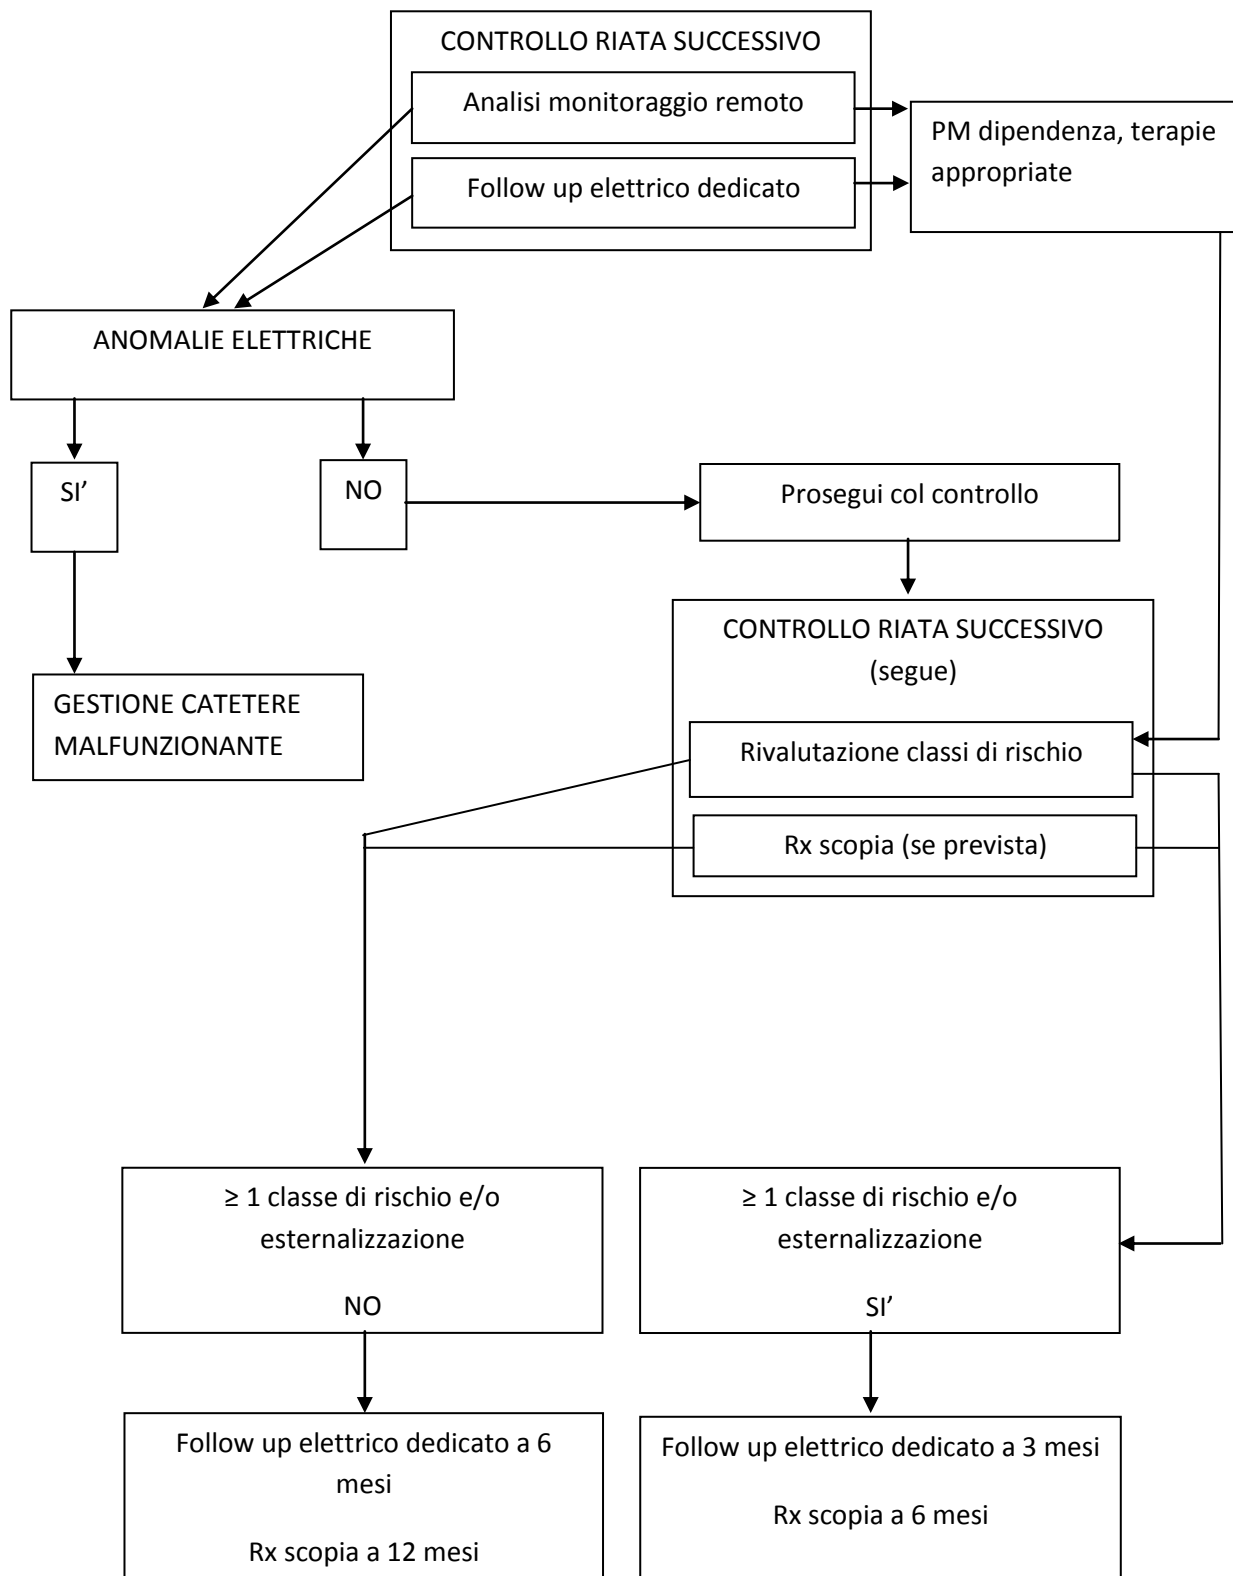 CONTROLLO RIATA SUCCESSIVO
Analisi monitoraggio remoto
PM dipendenza, terapie
appropriate
Follow up elettrico dedicato
ANOMALIE ELETTRICHE
SI’
NO
Prosegui col controllo
CONTROLLO RIATA SUCCESSIVO
(segue)
GESTIONE CATETERE
MALFUNZIONANTE
Rivalutazione classi di rischio
Rx scopia (se prevista)
≥ 1 classe di rischio e/o
esternalizzazione
NO
≥ 1 classe di rischio e/o
esternalizzazione
SI’
Follow up elettrico dedicato a 6
mesi
Rx scopia a 12 mesi
Follow up elettrico dedicato a 3 mesi
Rx scopia a 6 mesi